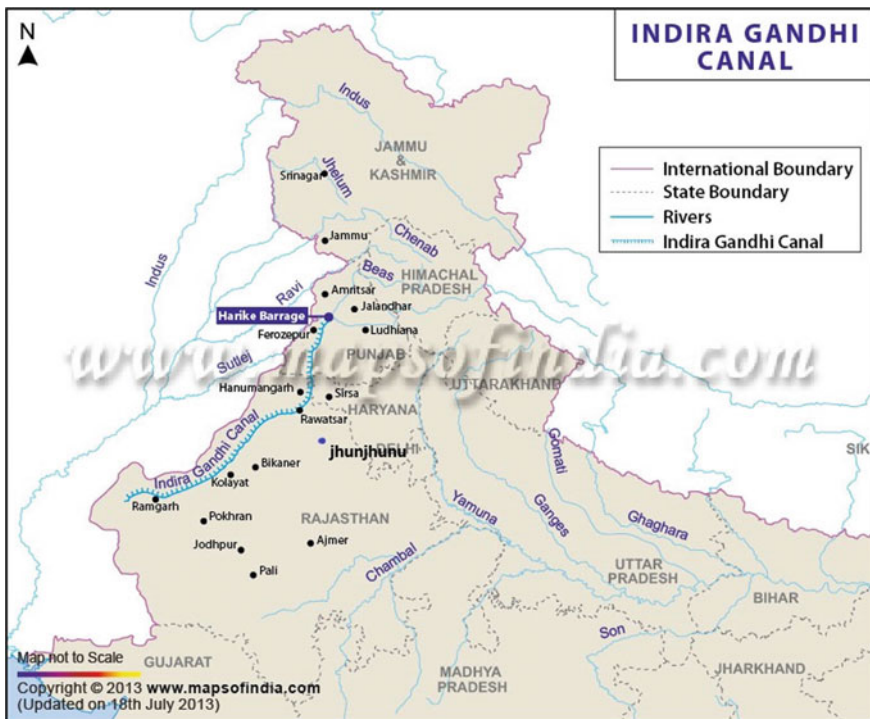 INDIRA GANDHI
CANAL
N
International Boundary
State Boundary
Rivers
Indira Gandhi Canal
Indus
JAMMU
&
KASHMIR
Srinagar
Jhelum
Jammu
Chenab
Indus
Beas
HIMACHAL
PRADESH
Ravi
Amritsar
Jalandhar
Harike Barrage
Ferozepur
Ludhiana
www.mapsofindia.com
PUNJAB
Sutlej
UTTARAKHAND
Hanumangarh
Sirsa
HARYANA
Rawatsar
DELHI
jhunjhunu
Indira Gandhi Canal
Bikaner
Kolayat
Gomati
SIK
Ramgarh
Yamuna
Ganges
Ghaghara
Pokhran
RAJASTHAN
Jodhpur
Ajmer
Chambal
Pali
UTTAR
PRADESH
BIHAR
Son
Map not to Scale
GUJARAT
MADHYA
PRADESH
JHARKHAND
Copyright © 2013 www.mapsofindia.com
(Updated on 18th July 2013)